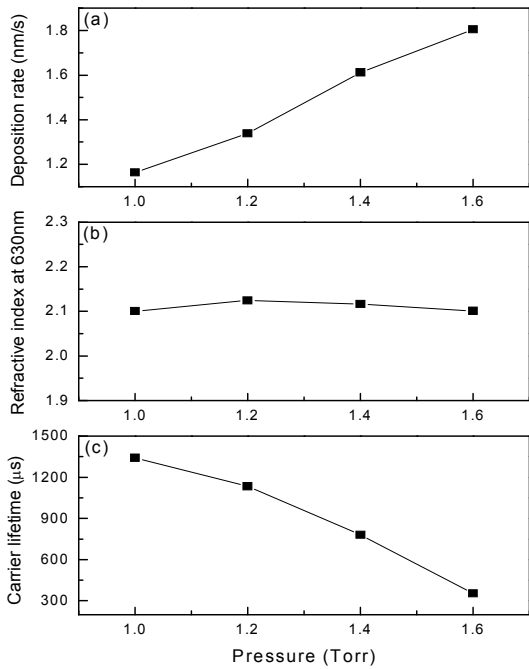 (a)
Deposition rate (nm/s)
1.8
1.6
1.4
1.2
1.0 1.2 1.4 1.6
(b)
Refractive index at 630nm
2.3
2.2
2.1
2.0
1.9
1.0 1.2 1.4 1.6
(c)
Carrier lifetime (μs)
1500
1200
900
600
300
1.0 1.2 1.4 1.6
Pressure (Torr)